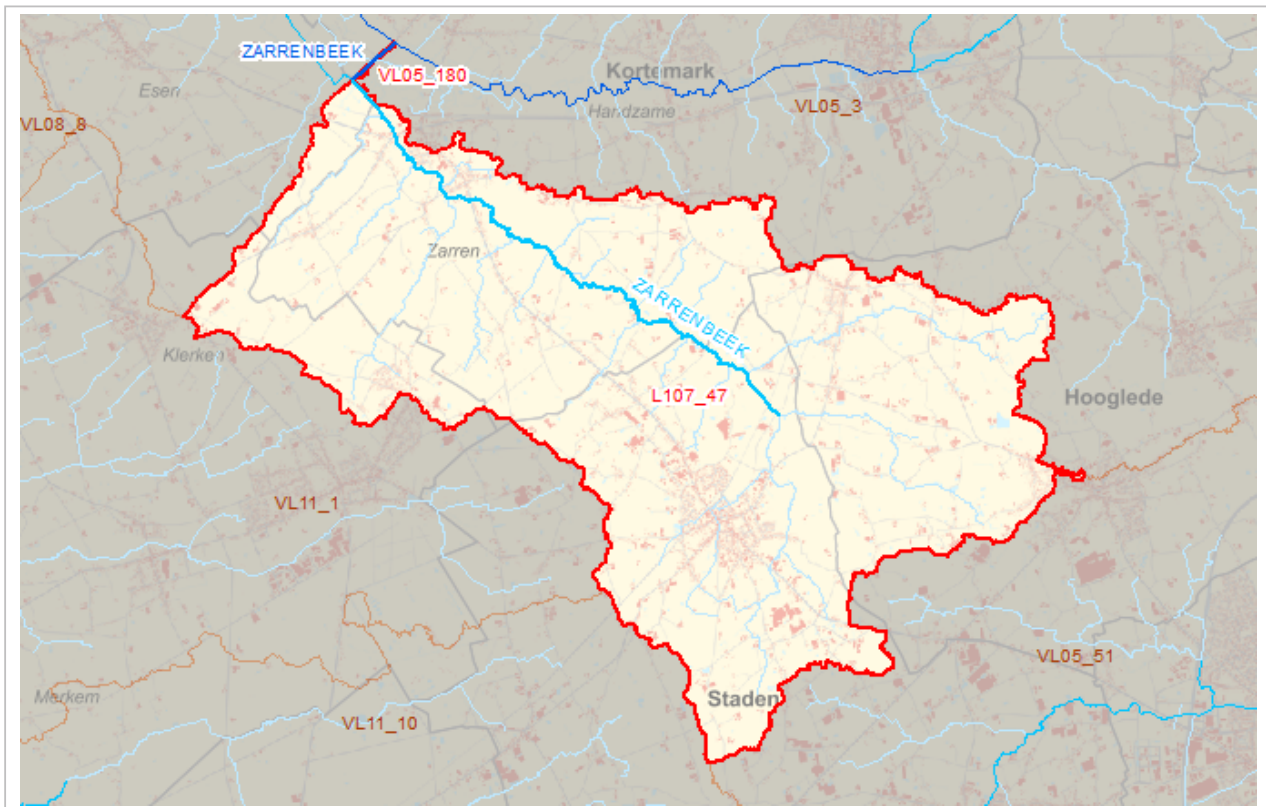 ZARRENBEEK
VL05_180
Kortemark
Esen
Handzame
VL05_3
VL08_8
Zarren
ZARRENBEEK
Klerken
L107_47
Hooglede
VL11_1
VL05_51
Merkem
Staden
VL11_10